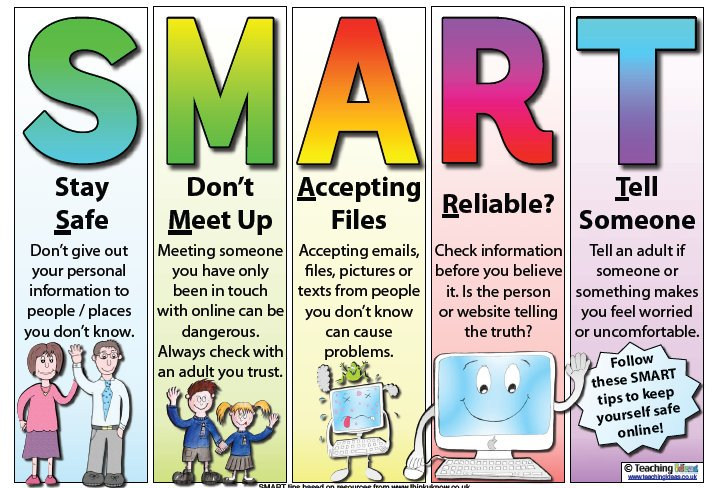 S
Stay
Safe
Don't give out
your personal
information to
people / places
you don't know.
M
Don't
Meet Up
Meeting someone
you have only
been in touch
with online can be
dangerous.
Always check with
an adult you trust.
A
Accepting
Files
Accepting emails,
files, pictures or
texts from people
you don't know
can cause
problems.
R
Reliable?
Check information
before you believe
it. Is the person
or website telling
the truth?
T
Tell
Someone
Tell an adult if
someone or
something makes
you feel worried
or uncomfortable.
Follow
these SMART
tips to keep
yourself safe
online!
© Teaching Ideas
www.teachingideas.co.uk
SMART tips based on resources from www.thinkuknow.co.uk